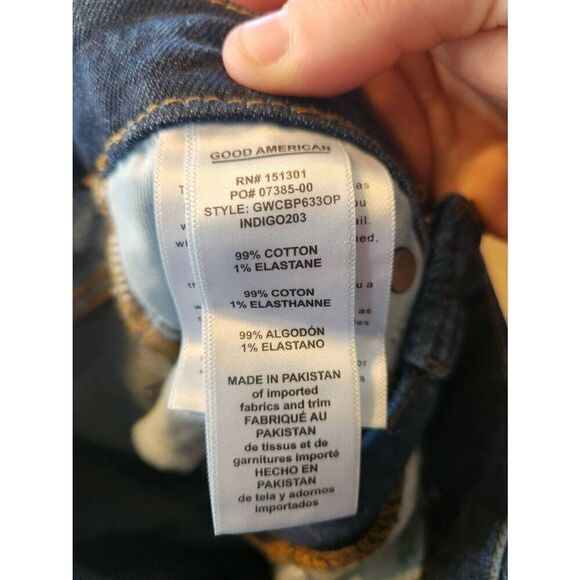 GOOD AMERICAN
RN# 151301
PO# 07385-00
STYLE: GWCBP633OP
INDIGO203
99% COTTON
1% ELASTANE
99% COTON
1% ELASTHANNE
99% ALGODÓN
1% ELASTANO
MADE IN PAKISTAN
of imported
fabrics and trim
FABRIQUÉ AU
PAKISTAN
de tissus et de
garnitures importé
HECHO EN
PAKISTAN
de tela y adornos
importados